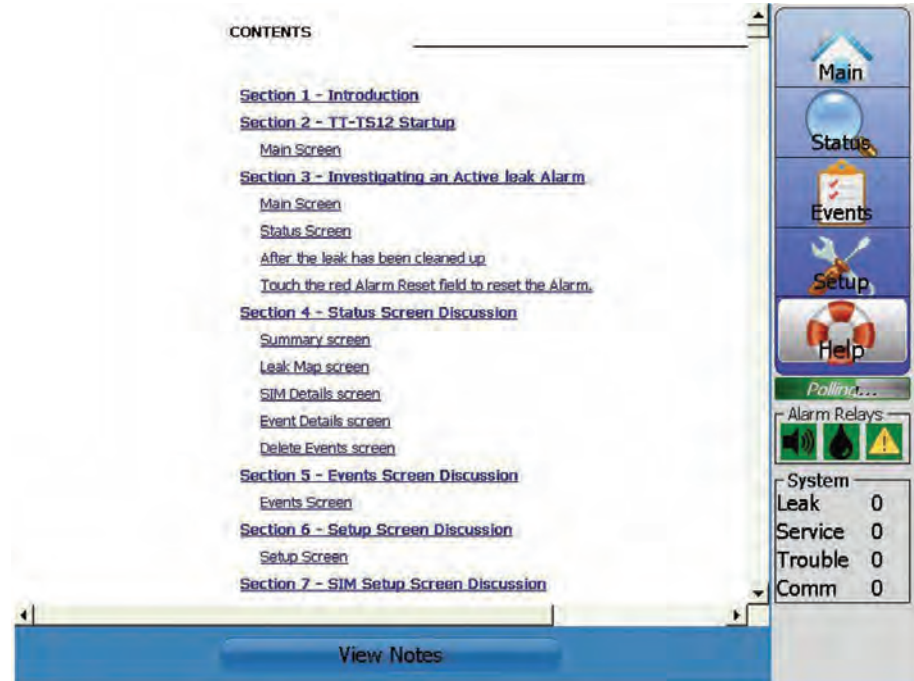 CONTENTS
Section 1 - Introduction
Section 2 - TT-TS12 Startup
Main Screen
Section 3 - Investigating an Active leak Alarm
Main Screen
Status Screen
After the leak has been cleaned up
Touch the red Alarm Reset field to reset the Alarm.
Section 4 - Status Screen Discussion
Summary screen
Leak Map screen
SIM Details screen
Event Details screen
Delete Events screen
Section 5 - Events Screen Discussion
Events Screen
Section 6 - Setup Screen Discussion
Setup Screen
Section 7 - SIM Setup Screen Discussion
View Notes
Main
Status
Events
Setup
Help
Polling...
Alarm Relays
System
Leak 0
Service 0
Trouble 0
Comm 0